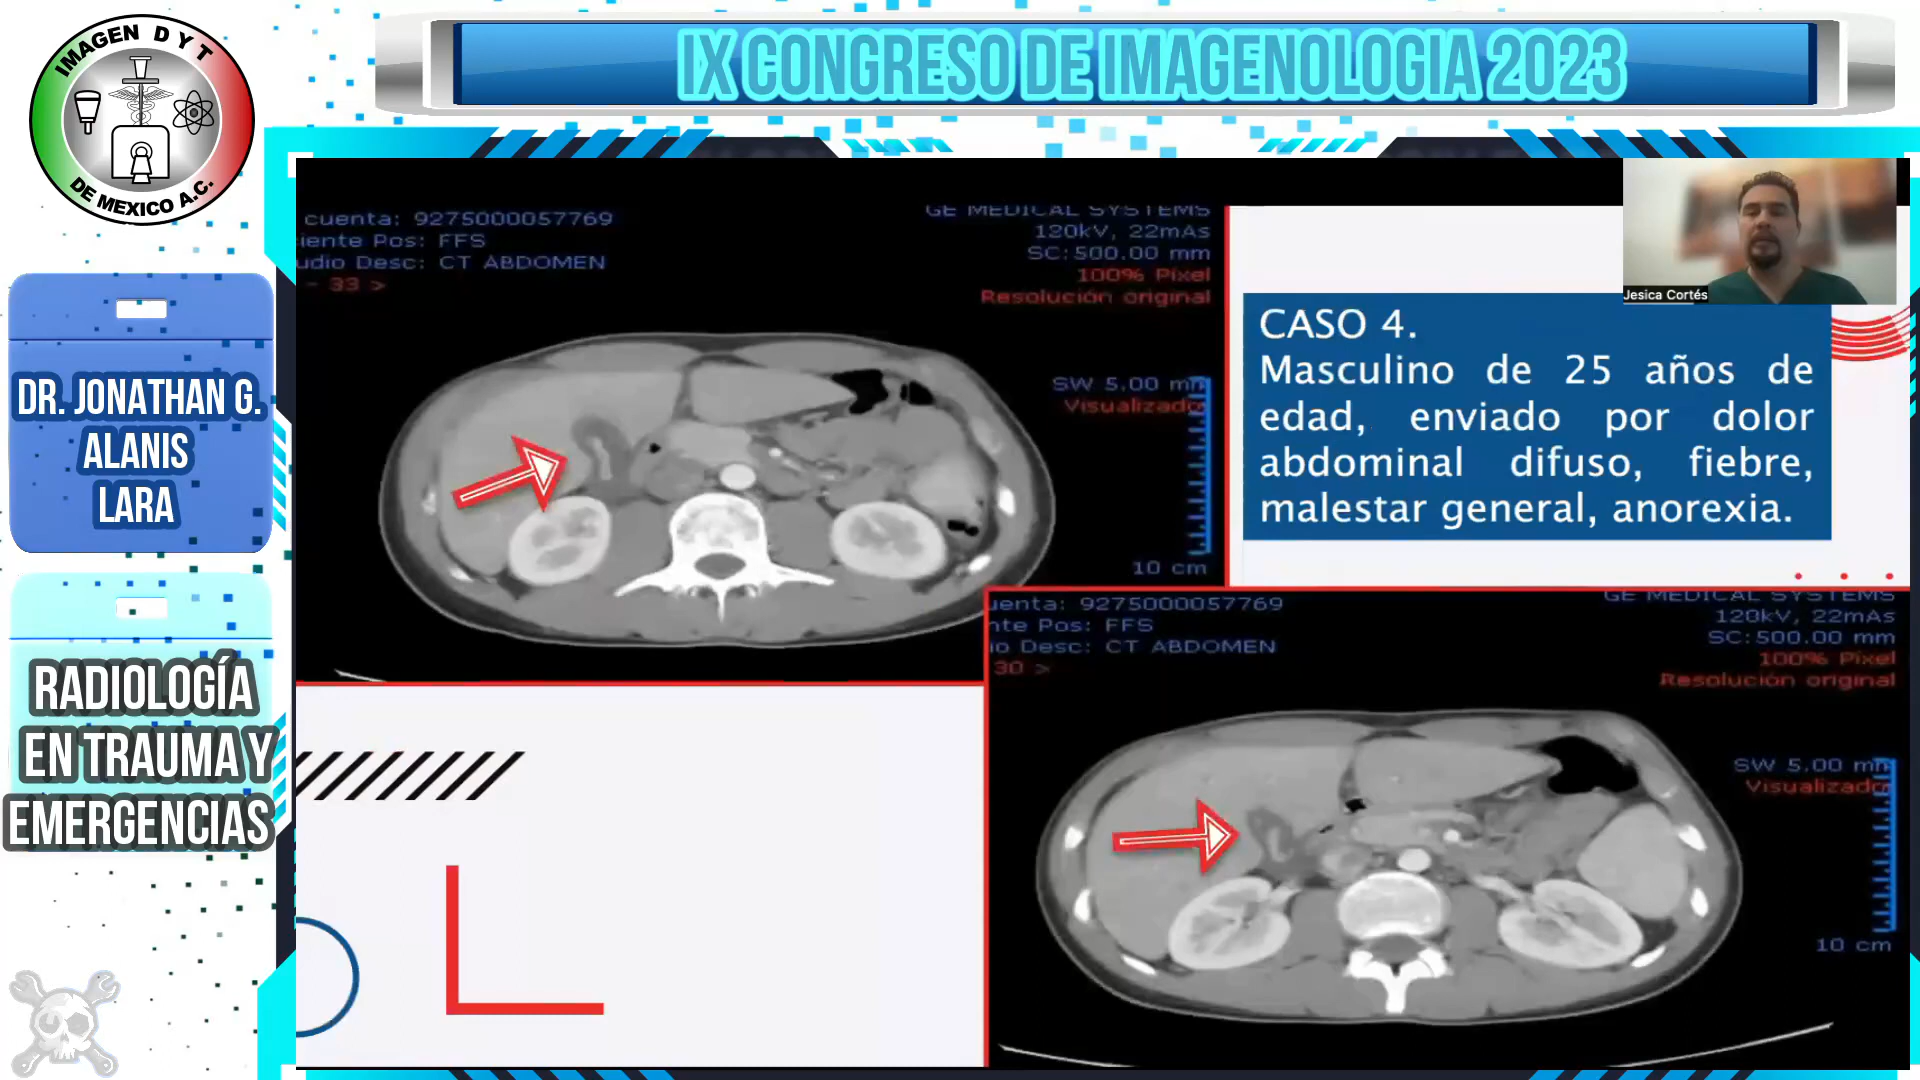 IMAGEN D Y T
DE MEXICO A.C.
IX CONGRESO DE IMAGENOLOGIA 2023
DR. JONATHAN G.
ALANIS
LARA
RADIOLOGÍA
EN TRAUMA Y
EMERGENCIAS
cuenta: 9275000057769
iente Pos: FFS
udio Desc: CT ABDOMEN
- 33 >
GE MEDICAL SYSTEMS
120kV, 22mAs
SC:500.00 mm
100% Pixel
Resolución original
SW 5.00 mm
Visualizado
10 cm
Jesica Cortés
CASO 4.
Masculino de 25 años de
edad, enviado por dolor
abdominal difuso, fiebre,
malestar general, anorexia.
uenta: 9275000057769
nte Pos: FFS
io Desc: CT ABDOMEN
30 >
GE MEDICAL SYSTEMS
120kV, 22mAs
SC:500.00 mm
100% Pixel
Resolución original
SW 5.00 mm
Visualizado
10 cm